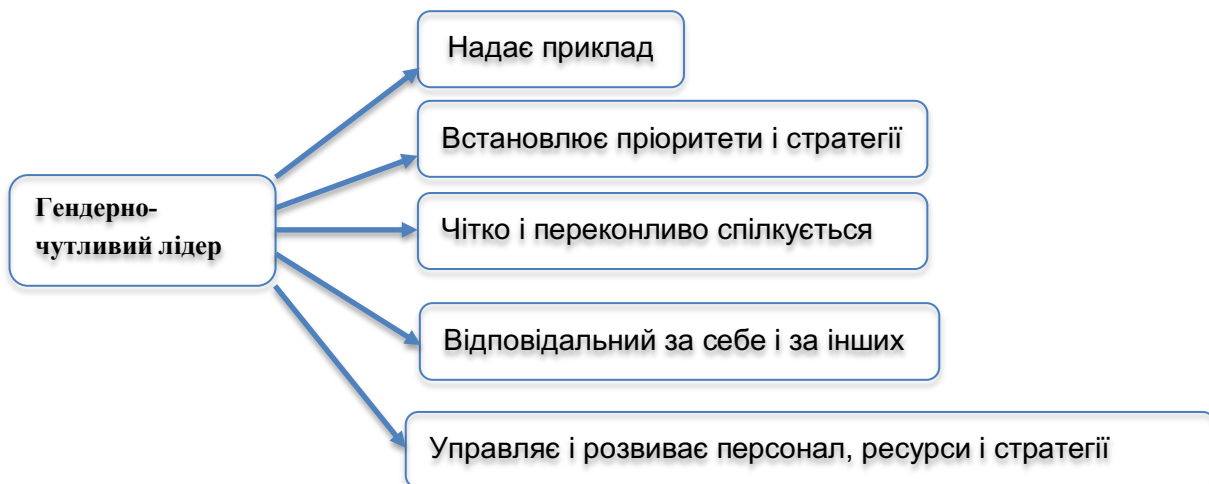 Надає приклад
Встановлює пріоритети і стратегії
Гендерно-
чутливий лідер
Чітко і переконливо спілкується
Відповідальний за себе і за інших
Управляє і розвиває персонал, ресурси і стратегії